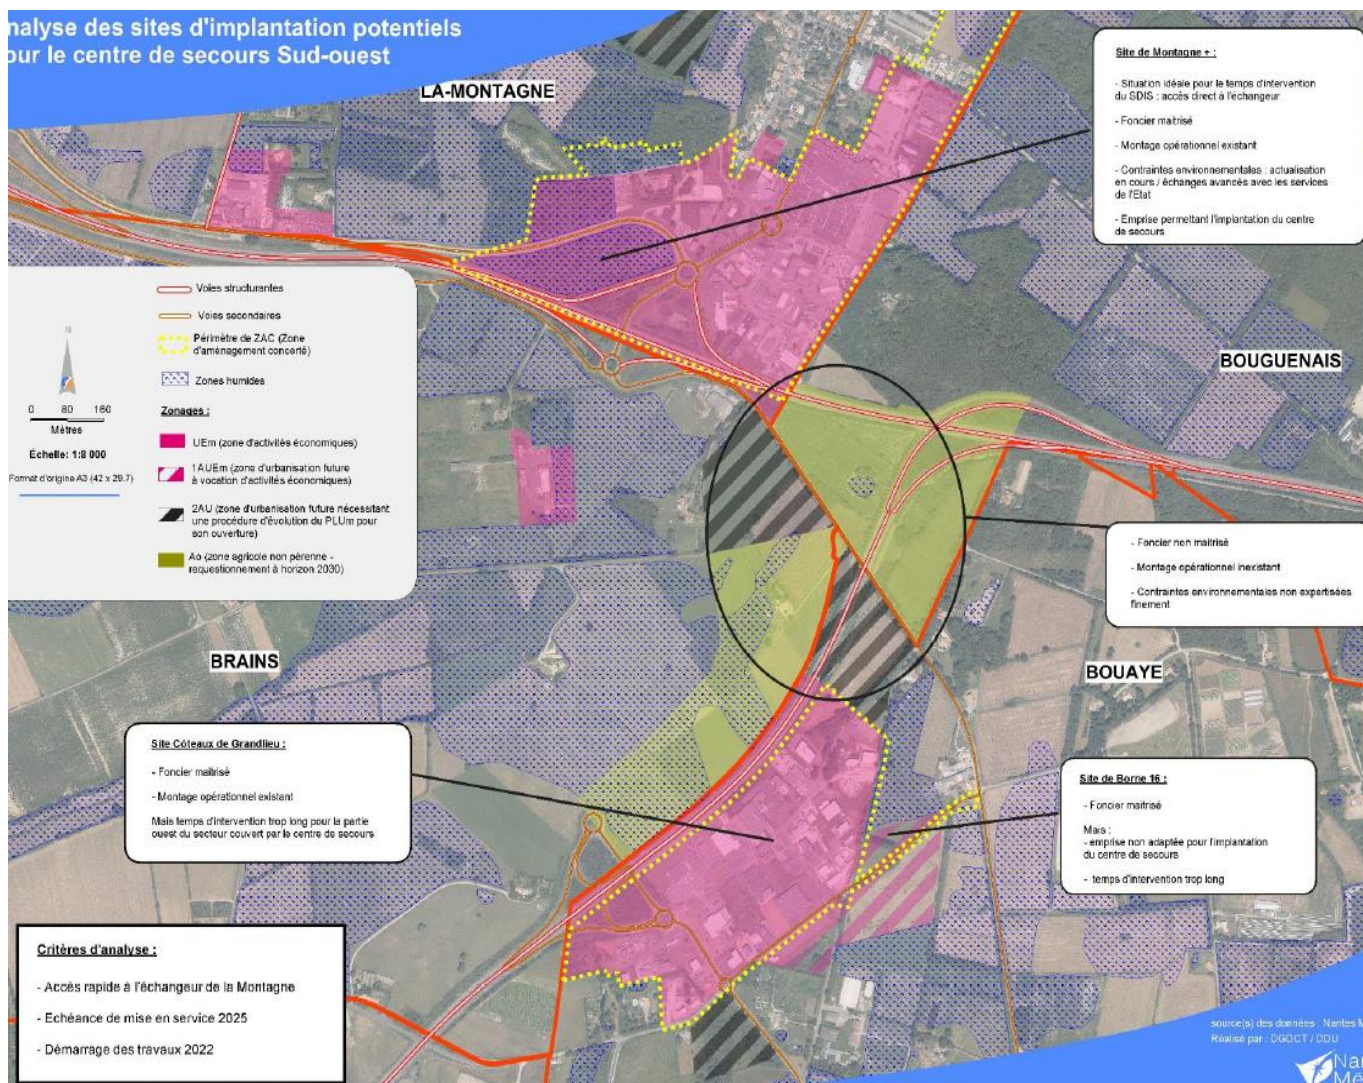 nalyse des sites d'implantation potentiels
our le centre de secours Sud-ouest
LA-MONTAGNE
Site de Montagne + :
- Situation idéale pour le temps d'intervention
du SDIS : accès direct à l'échangeur
- Foncier maitrisé
- Montage opérationnel existant
- Contraintes environnementales : actualisation
en cours / échanges avancés avec les services
de l'Etat
- Emprise permettant l'implantation du centre
de secours
Voies structurantes
Voies secondaires
Périmètre de ZAC (Zone
d'aménagement concerté)
Zones humides
Zonages :
UEm (zone d'activités économiques)
1AUEm (zone d'urbanisation future
à vocation d'activités économiques)
2AU (zone d'urbanisation future nécessitant
une procédure d'évolution du PLUm pour
son ouverture)
Ao (zone agricole non pérenne -
requestionnement à horizon 2030)
N
0 80 160
Mètres
Échelle: 1:8 000
Format d'origine A3 (42 x 29.7)
BOUGUENAIS
- Foncier non maitrisé
- Montage opérationnel inexistant
- Contraintes environnementales non expertisées
finement
BRAINS
BOUAYE
Site Côteaux de Grandlieu :
- Foncier maitrisé
- Montage opérationnel existant
Mais temps d'intervention trop long pour la partie
ouest du secteur couvert par le centre de secours
Site de Borne 16 :
- Foncier maitrisé
Mais :
- emprise non adaptée pour l'implantation
du centre de secours
- temps d'intervention trop long
Critères d'analyse :
- Accès rapide à l'échangeur de la Montagne
- Echéance de mise en service 2025
- Démarrage des travaux 2022
source(s) des données : Nantes M
Réalisé par : DGDCT / DDU
Nan
Mé